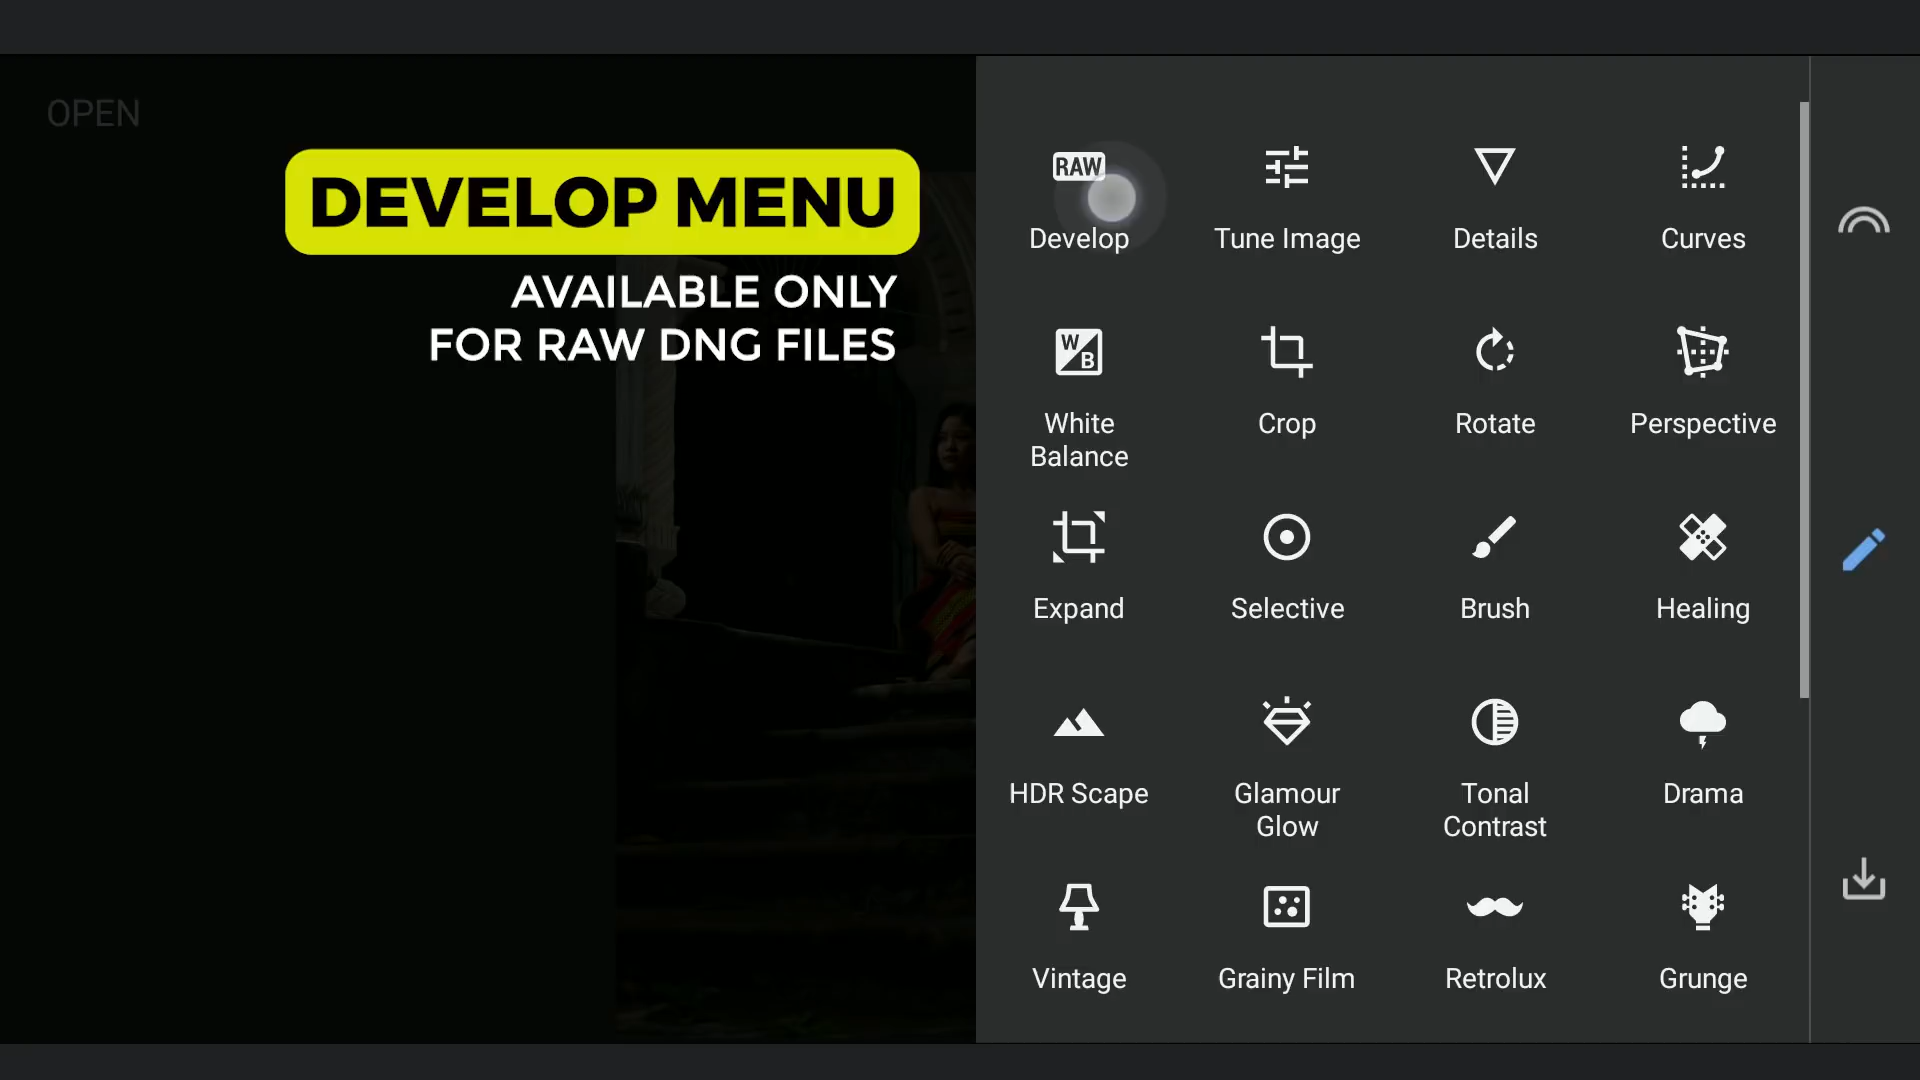 OPEN
DEVELOP MENU
AVAILABLE ONLY
FOR RAW DNG FILES
RAW
Develop
Tune Image
Details
Curves
W
B
White
Balance
Crop
Rotate
Perspective
Expand
Selective
Brush
Healing
HDR Scape
Glamour
Glow
Tonal
Contrast
Drama
Vintage
Grainy Film
Retrolux
Grunge